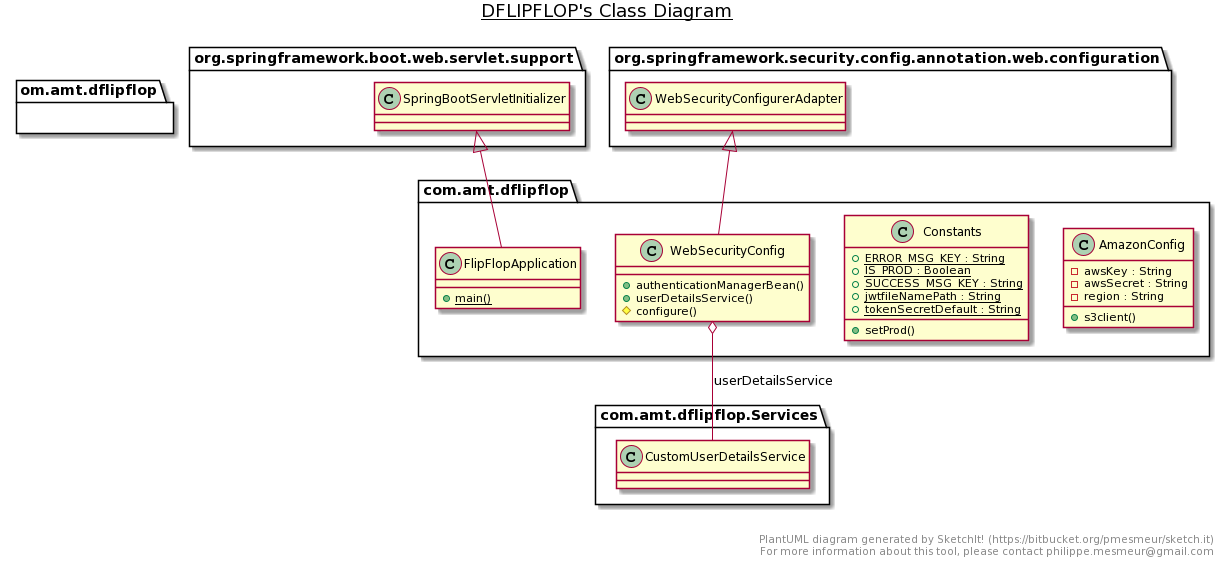 DFLIPFLOP's Class Diagram
org.springframework.boot.web.servlet.support
org.springframework.security.config.annotation.web.configuration
om.amt.dflipflop
C SpringBootServletInitializer
C WebSecurityConfigurerAdapter
com.amt.dflipflop
C FlipFlopApplication
main()
C WebSecurityConfig
authenticationManagerBean()
userDetailsService()
configure()
C Constants
ERROR_MSG_KEY : String
IS_PROD : Boolean
SUCCESS_MSG_KEY : String
jwtfileNamePath : String
tokenSecretDefault : String
setProd()
C AmazonConfig
awsKey : String
awsSecret : String
region : String
s3client()
userDetailsService
com.amt.dflipflop.Services
C CustomUserDetailsService
PlantUML diagram generated by SketchIt! (https://bitbucket.org/pmesmeur/sketch.it)
For more information about this tool, please contact philippe.mesmeur@gmail.com